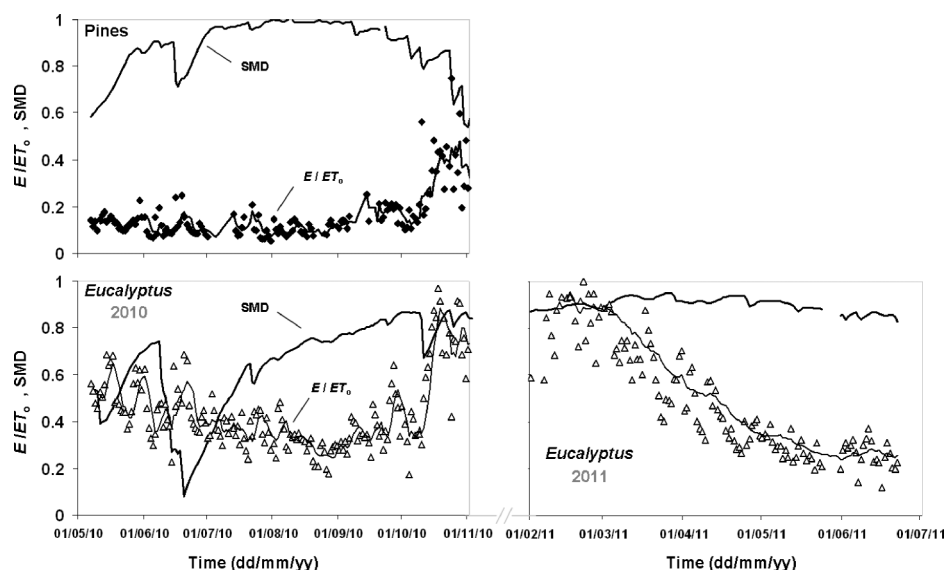 Pines
1
0.8
0.6
0.4
0.2
0
E/ETo , SMD
SMD
E / ETo
Eucalyptus
2010
1
0.8
0.6
0.4
0.2
0
E/ETo, SMD
SMD
E / ETo
01/05/10 01/06/10 01/07/10 01/08/10 01/09/10 01/10/10 01/11/10
Time (dd/mm/yy)
//
//
Eucalyptus
2011
01/02/11 01/03/11 01/04/11 01/05/11 01/06/11 01/07/11
Time (dd/mm/yy)